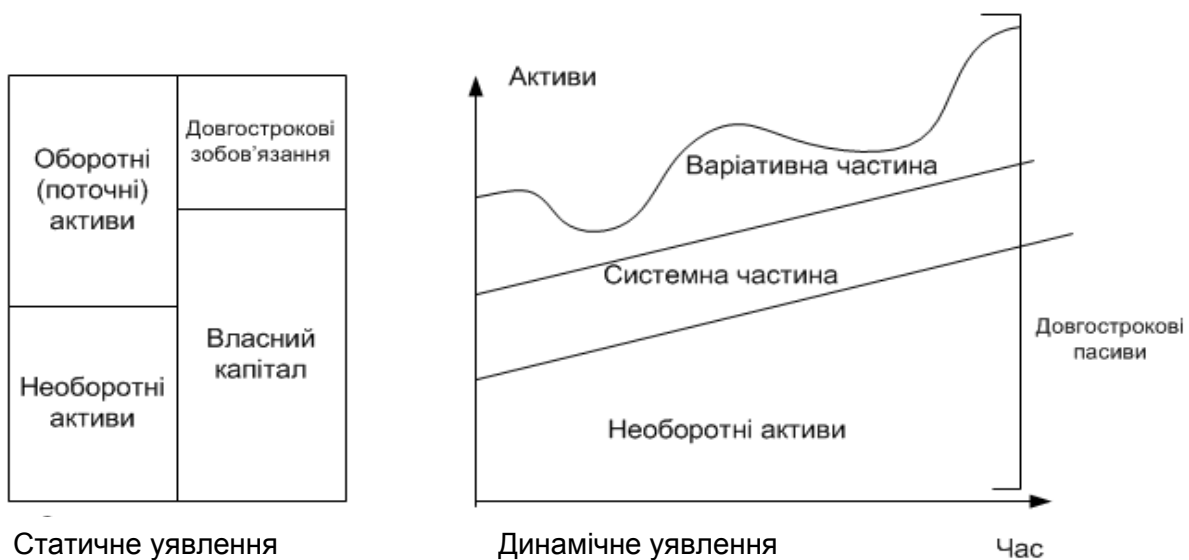 Оборотні
(поточні)
активи
Необоротні
активи
Довгострокові
зобов’язання
Власний
капітал
Статичне уявлення
Активи
Варіативна частина
Системна частина
Необоротні активи
Довгострокові
пасиви
Динамічне уявлення
Час